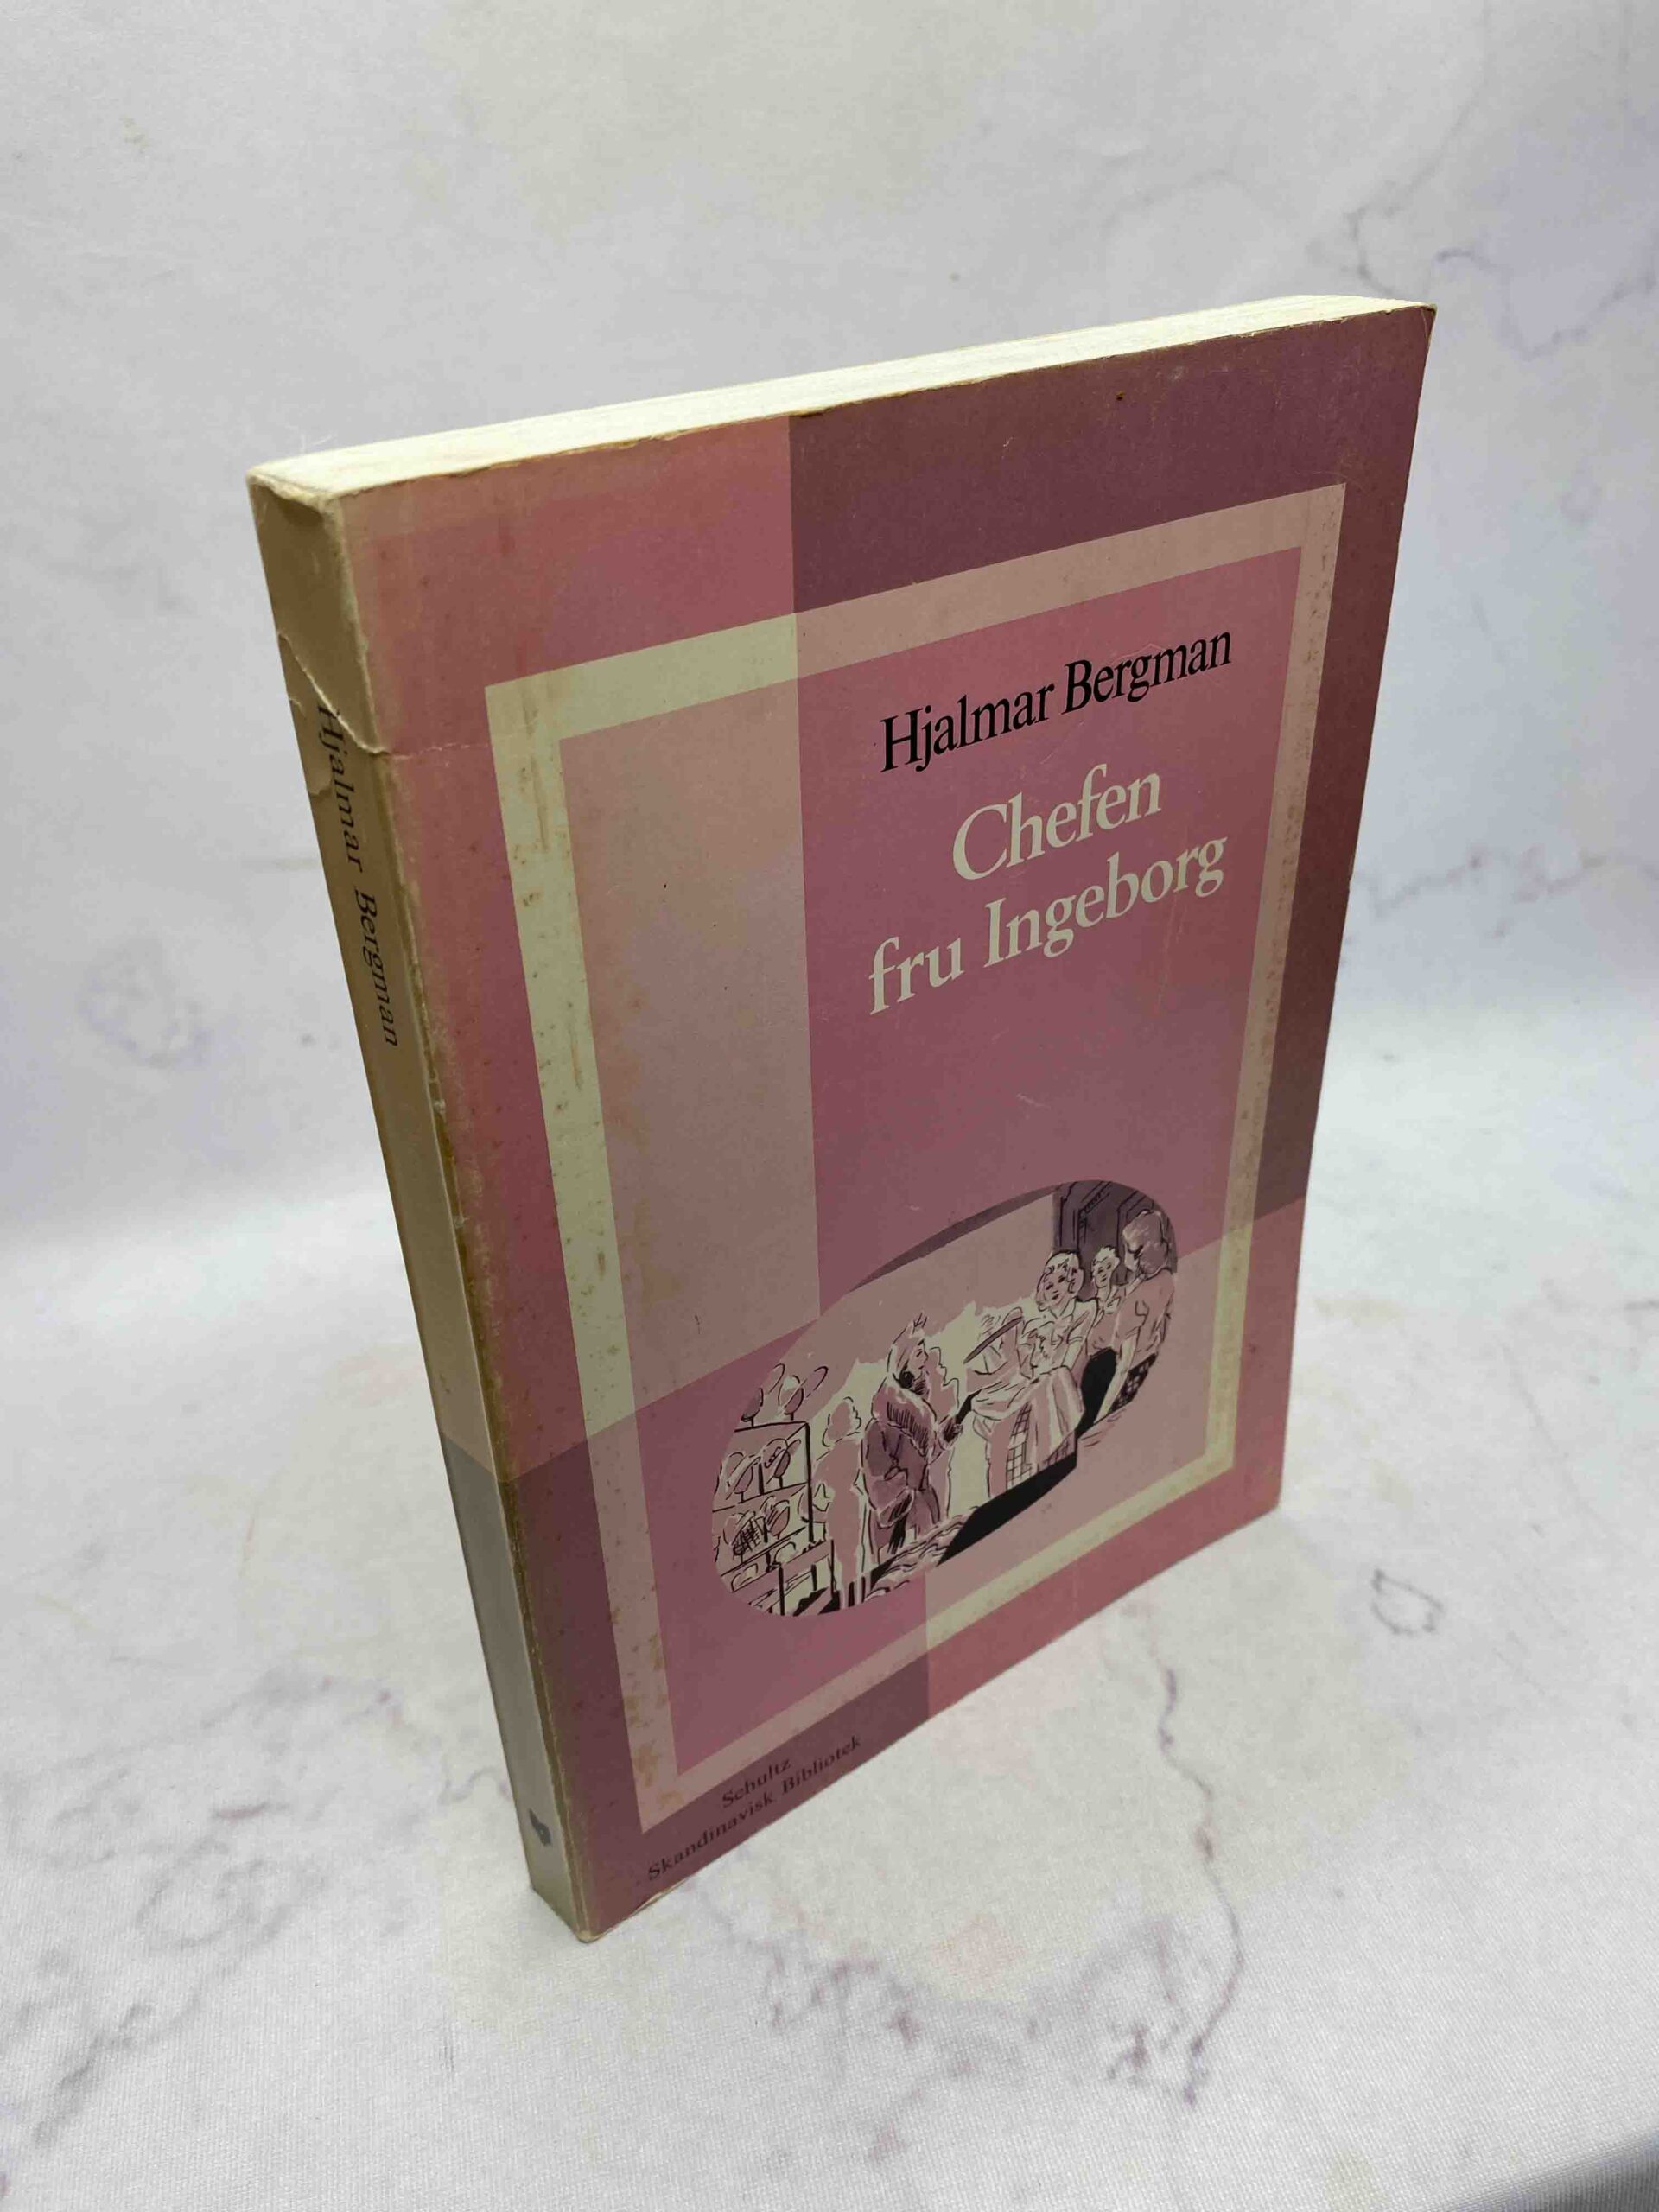 Hjalmar Bergman
Chefen
fru Ingeborg
Schultz
Skandinavisk Bibliotek
Hjalmar Bergman